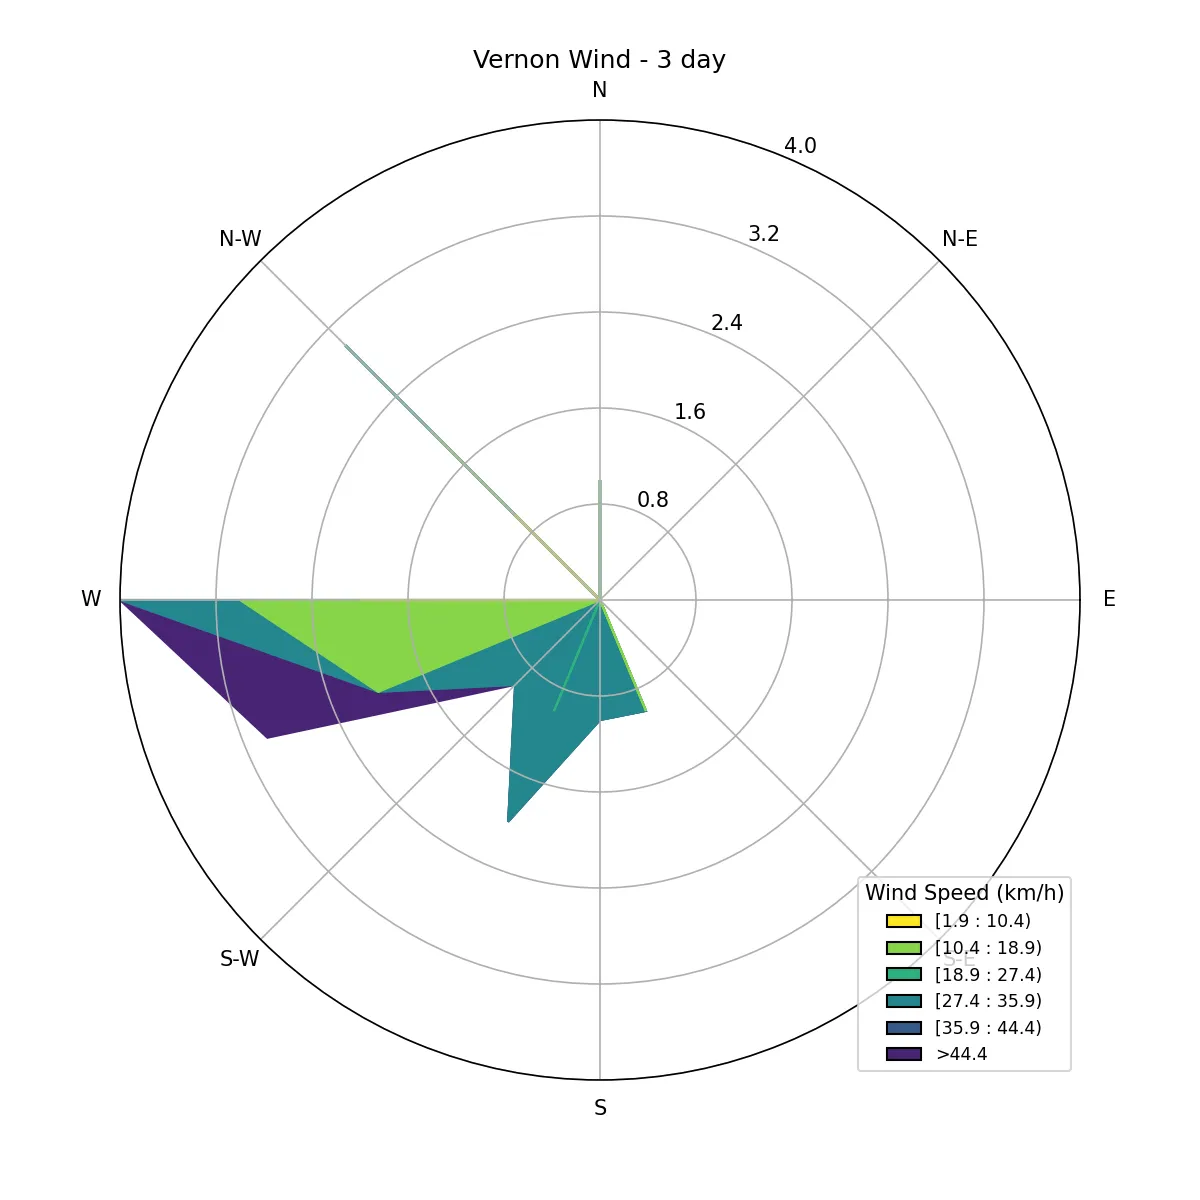 Vernon Wind - 3 day
N
4.0
N-W
3.2
N-E
2.4
1.6
0.8
W
E
S-W
S-E
S
Wind Speed (km/h)
[1.9 : 10.4)
[10.4 : 18.9)
[18.9 : 27.4)
[27.4 : 35.9)
[35.9 : 44.4)
>44.4